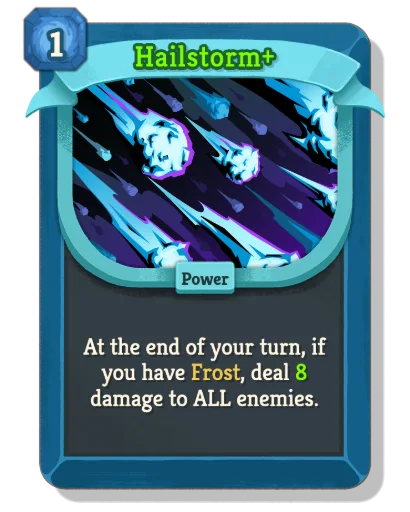 1
Hailstorm+
Power
At the end of your turn, if
you have Frost, deal 8
damage to ALL enemies.